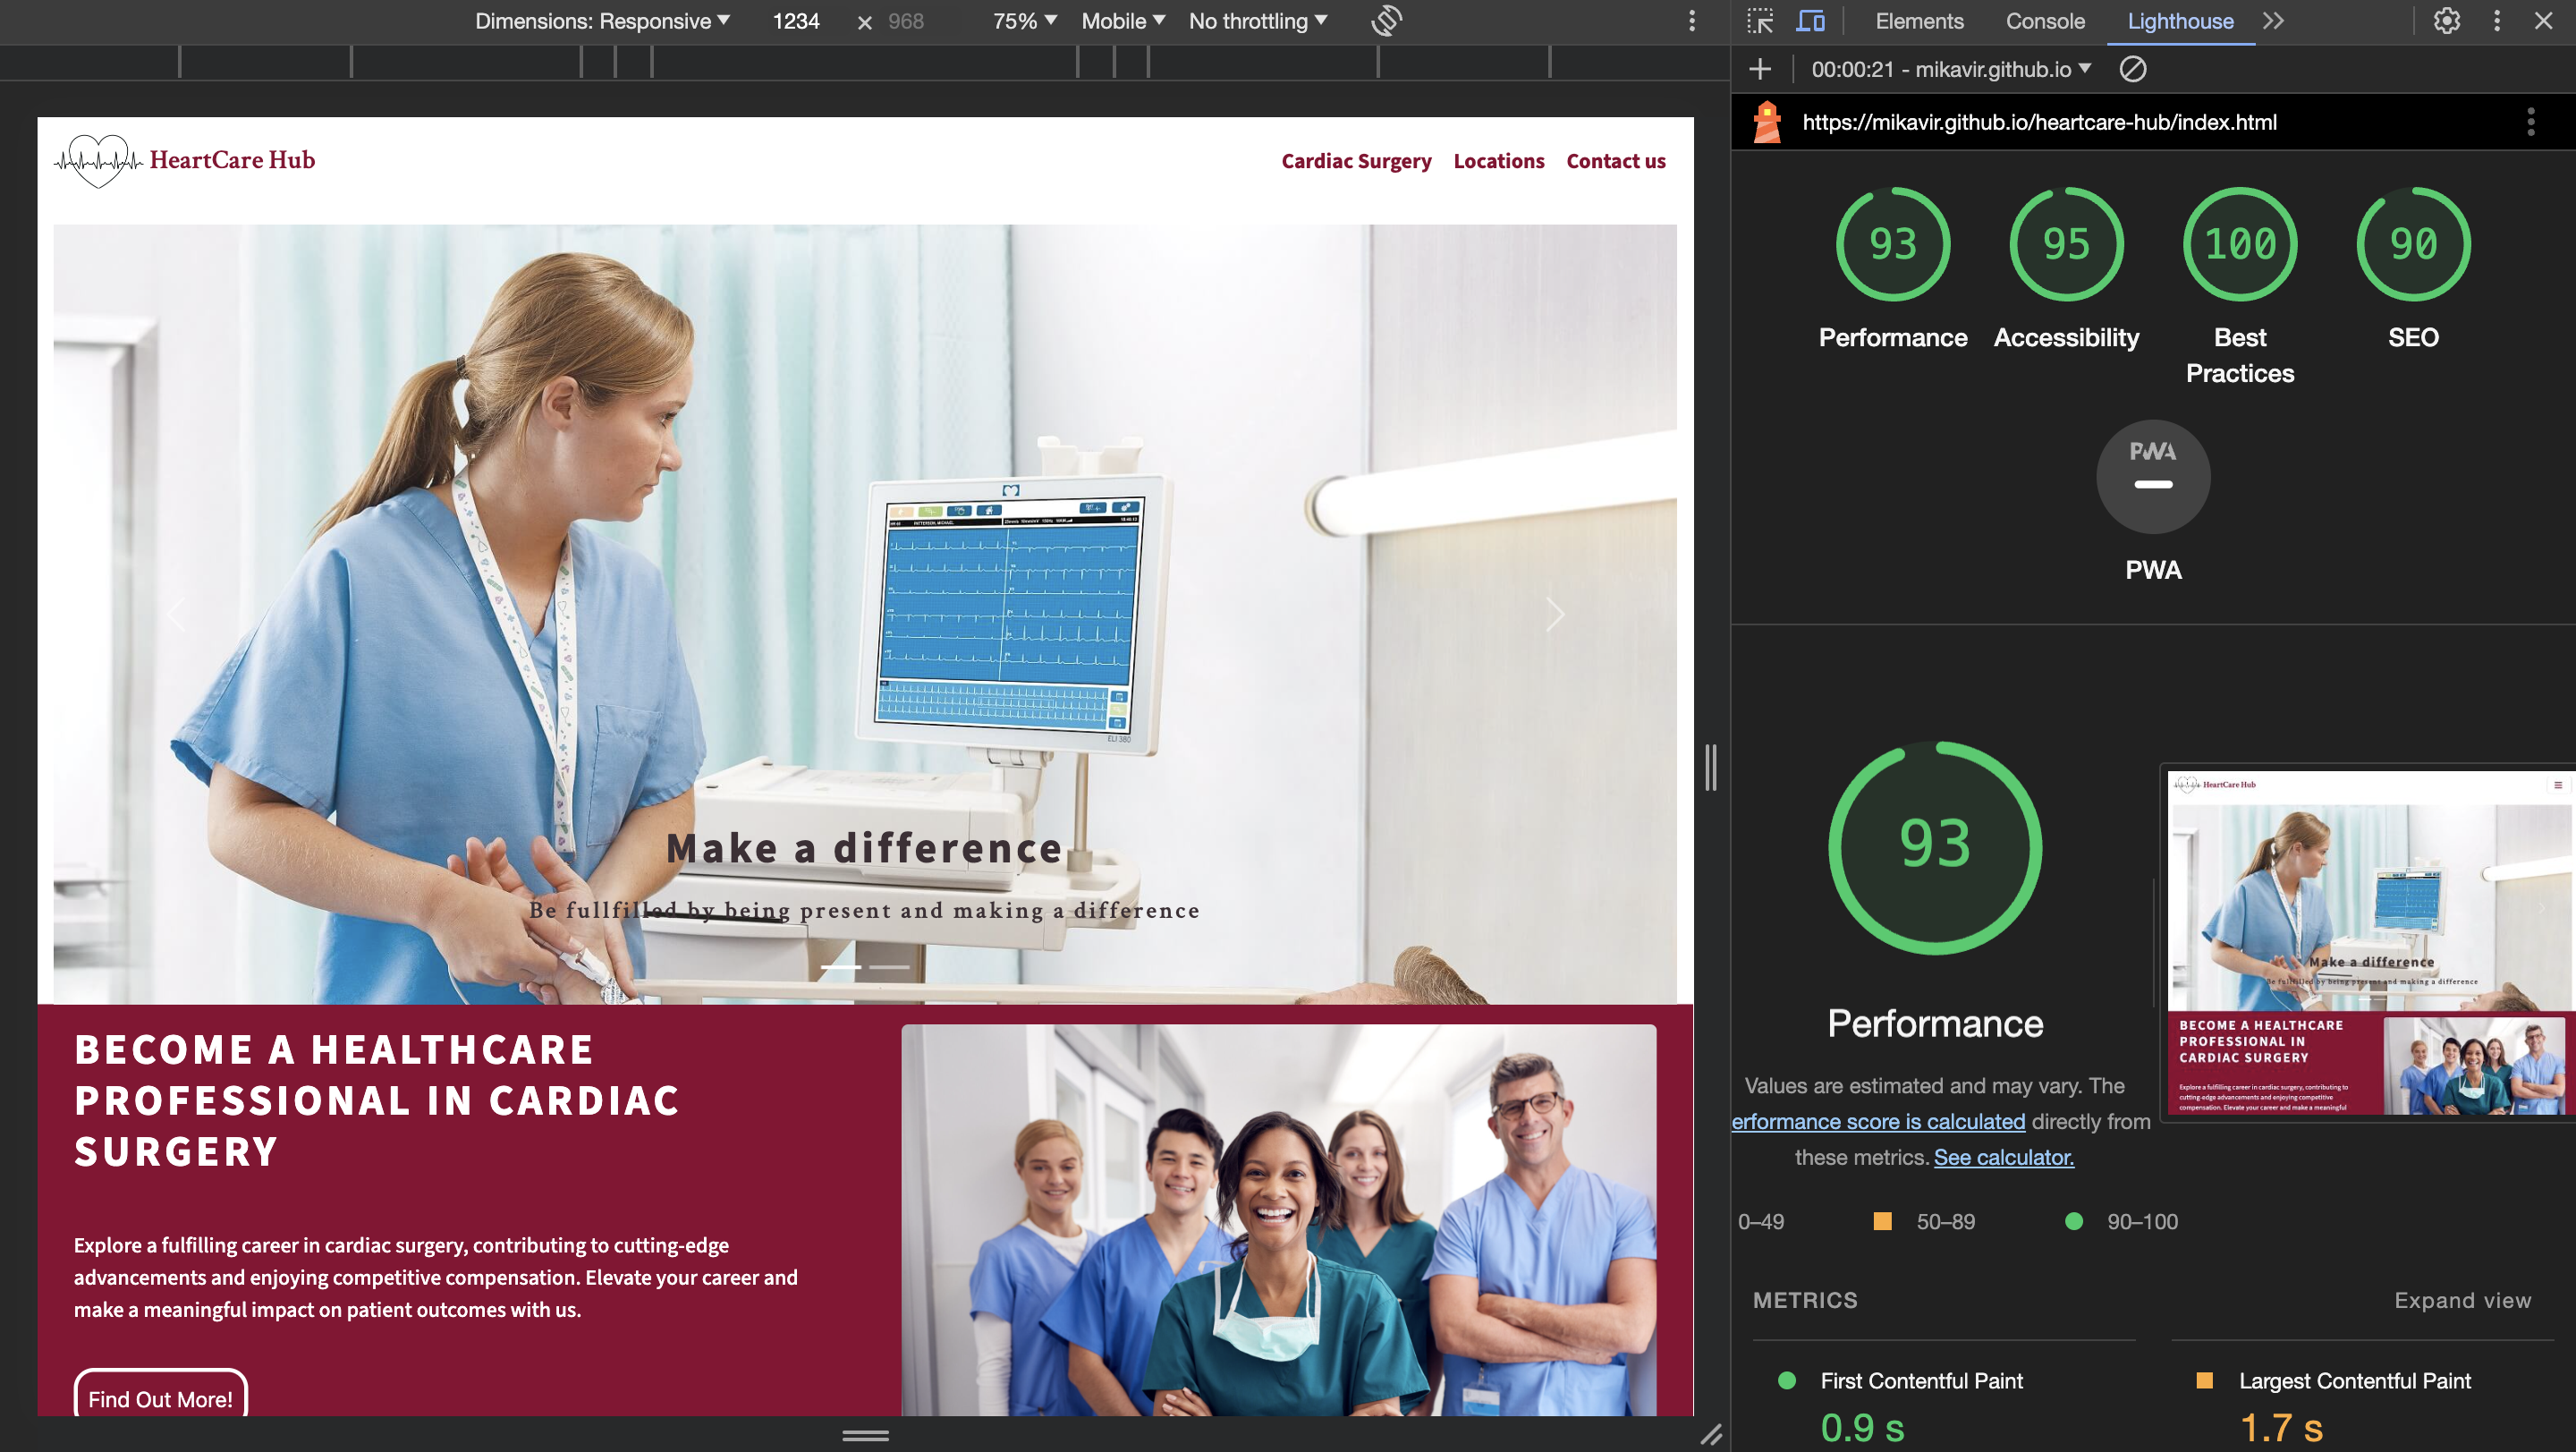 Dimensions: Responsive ▼ 1234 × 968 75% ▼ Mobile ▼ No throttling ▼
Elements Console Lighthouse
00:00:21 - mikavir.github.io ▼
https://mikavir.github.io/heartcare-hub/index.html
HeartCare Hub
Cardiac Surgery Locations Contact us
ELI 380
Make a difference
Be fullfilled by being present and making a difference
BECOME A HEALTHCARE
PROFESSIONAL IN CARDIAC
SURGERY
Explore a fulfilling career in cardiac surgery, contributing to cutting-edge
advancements and enjoying competitive compensation. Elevate your career and
make a meaningful impact on patient outcomes with us.
Find Out More!
93 95 100 90
Performance Accessibility Best
Practices SEO
PWA
PWA
93
Performance
Values are estimated and may vary. The
erformance score is calculated directly from
these metrics. See calculator.
0–49 50–89 90–100
HeartCare Hub
Make a difference
Be fullfilled by being present and making a difference
BECOME A HEALTHCARE
PROFESSIONAL IN
CARDIAC SURGERY
Explore a fulfilling career in cardiac surgery, contributing to
cutting-edge advancements and enjoying competitive
compensation. Elevate your career and make a meaningful
METRICS Expand view
First Contentful Paint
0.9 s
Largest Contentful Paint
1.7 s